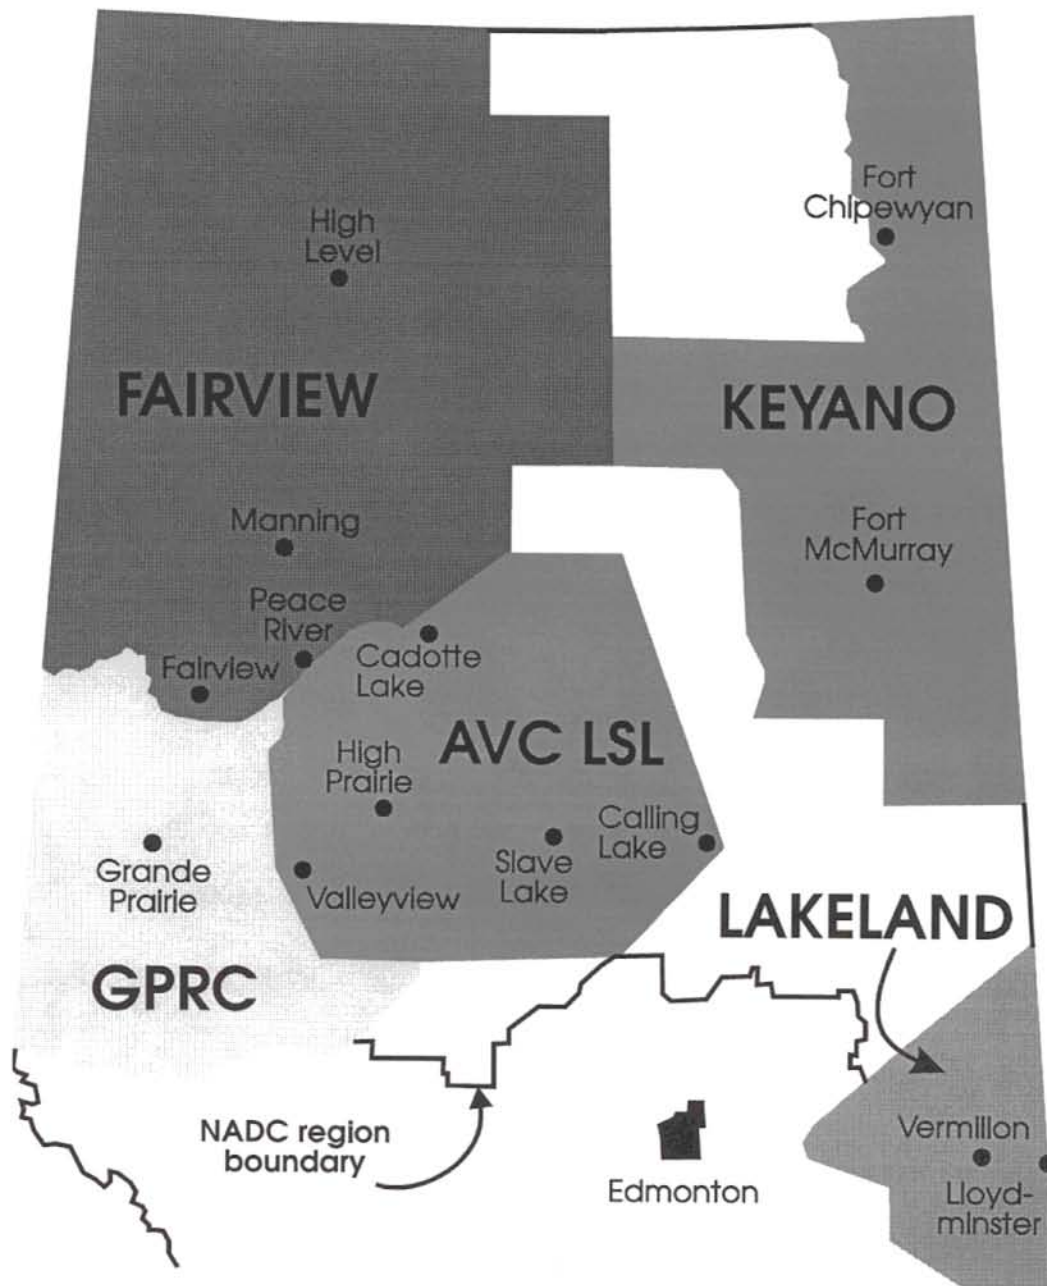 Fort
Chipewyan
High
Level
FAIRVIEW
KEYANO
Manning
Fort
McMurray
Peace
River
Fairview
Cadotte
Lake
AVC LSL
High
Prairie
Calling
Lake
Slave
Lake
Grande
Prairie
Valleyview
LAKELAND
GPRC
NADC region
boundary
Vermilion
Edmonton
Lloyd-
minster